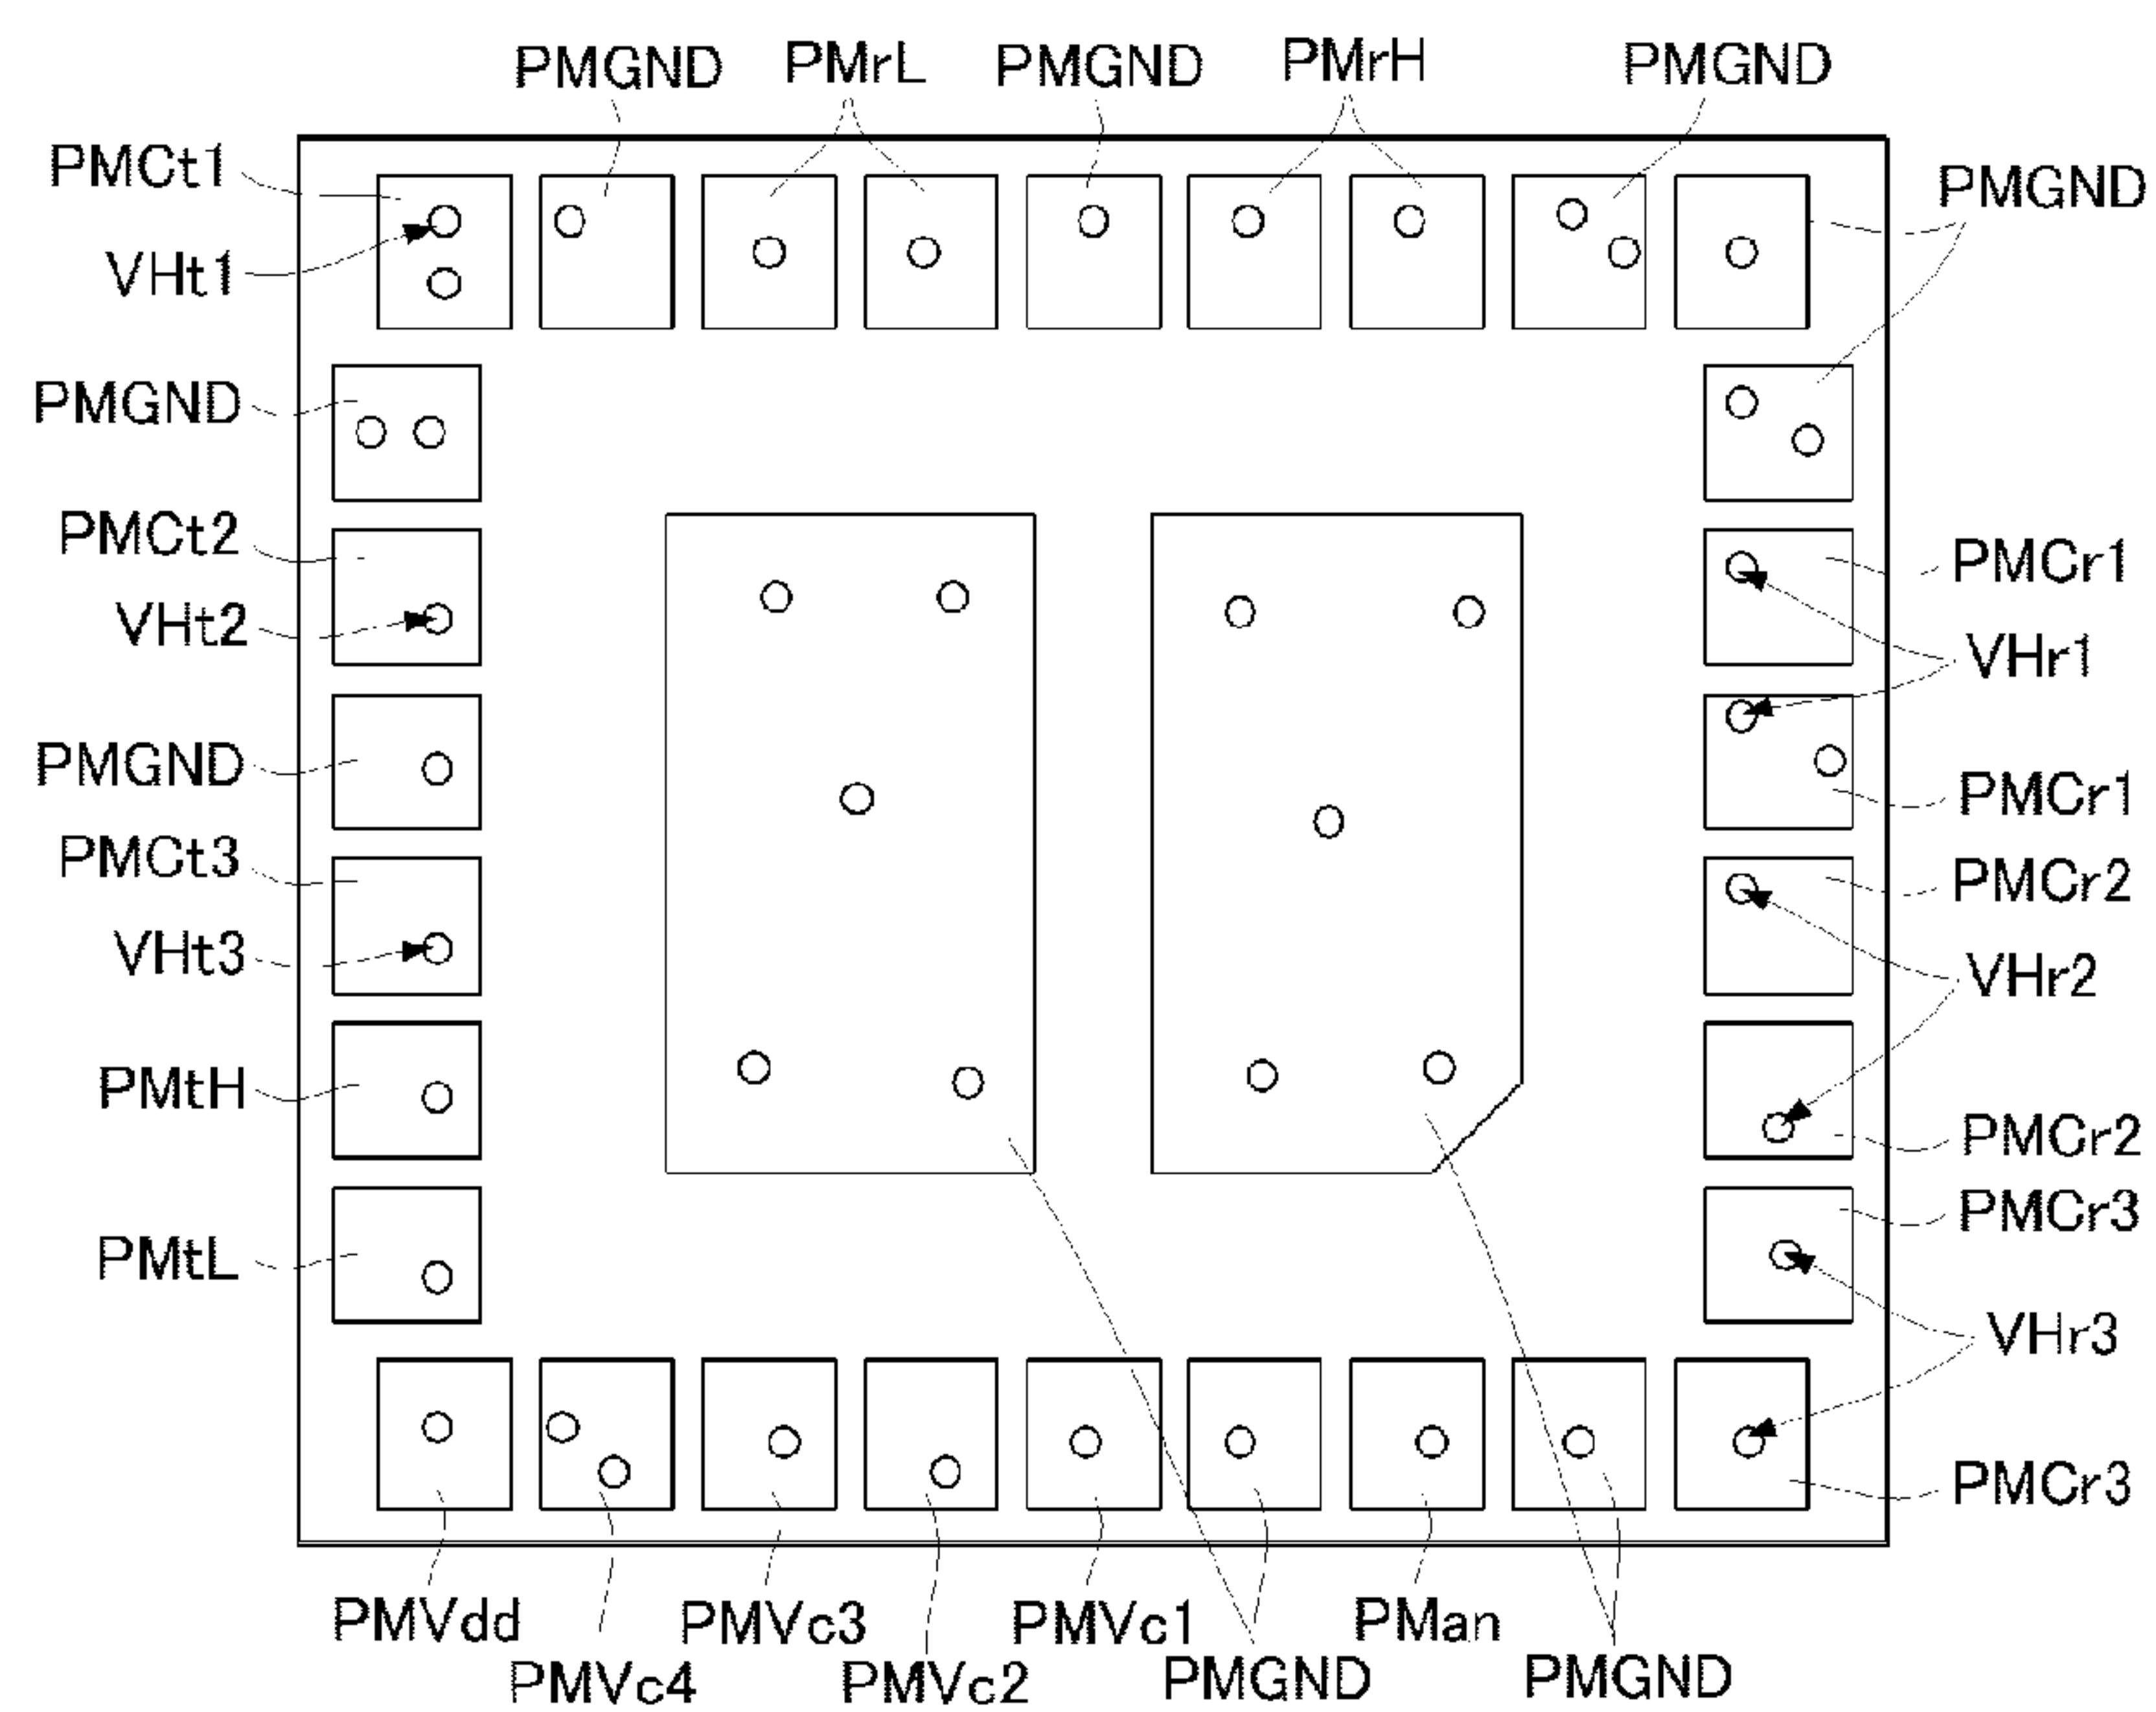 PMGND PMrL PMGND PMrH PMGND
PMCt1
PMGND
VHt1
PMGND
PMCt2
PMCr1
VHt2
VHr1
PMGND
PMCr1
PMCt3
PMCr2
VHt3
VHr2
PMtH
PMCr2
PMCr3
PMtL
VHr3
PMCr3
PMVdd PMVc3 PMVc1 PMan
PMVc4 PMVc2 PMGND PMGND